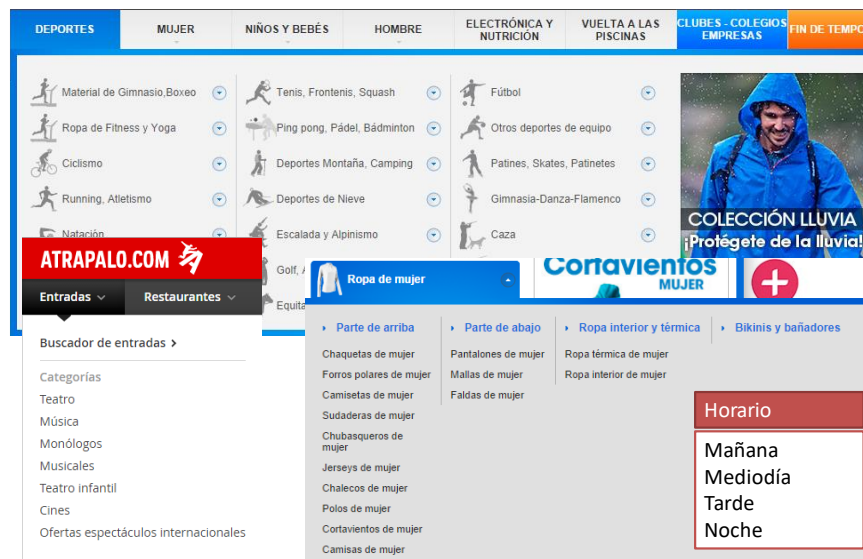 DEPORTES
MUJER
NIÑOS Y BEBÉS
HOMBRE
ELECTRÓNICA Y
NUTRICIÓN
VUELTA A LAS
PISCINAS
CLUBES - COLEGIOS
EMPRESAS
FIN DE TEMPO
Material de Gimnasio,Boxeo
Ropa de Fitness y Yoga
Ciclismo
Running, Atletismo
Natación
Tenis, Frontenis, Squash
Ping pong, Pádel, Bádminton
Deportes Montaña, Camping
Deportes de Nieve
Escalada y Alpinismo
Golf,
Equita
Fútbol
Otros deportes de equipo
Patines, Skates, Patinetes
Gimnasia-Danza-Flamenco
Caza
COLECCIÓN LLUVIA
¡Protégete de la lluvia!
ATRAPALO.COM
Entradas
Restaurantes
Buscador de entradas >
Categorías
Teatro
Música
Monólogos
Musicales
Teatro infantil
Cines
Ofertas espectáculos internacionales
Ropa de mujer
Cortavientos
MUJER
Parte de arriba
Chaquetas de mujer
Forros polares de mujer
Camisetas de mujer
Sudaderas de mujer
Chubasqueros de
mujer
Jerseys de mujer
Chalecos de mujer
Polos de mujer
Cortavientos de mujer
Camisas de mujer
Parte de abajo
Pantalones de mujer
Mallas de mujer
Faldas de mujer
Ropa interior y térmica
Ropa térmica de mujer
Ropa interior de mujer
Bikinis y bañadores
Horario
Mañana
Mediodía
Tarde
Noche